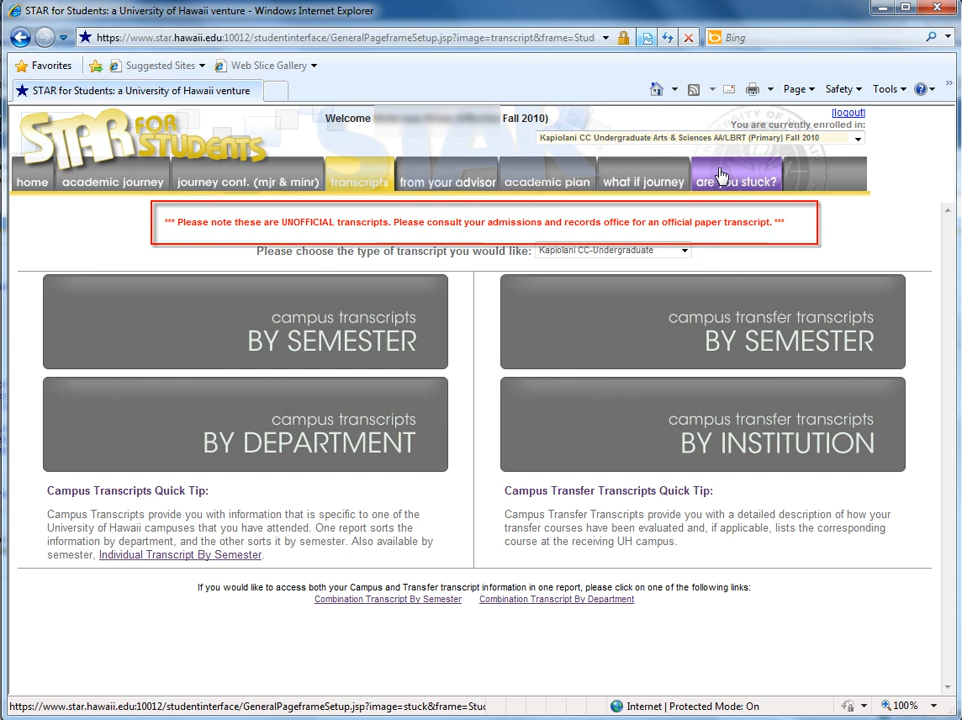 STAR for Students: a University of Hawaii venture - Windows Internet Explorer
https://www.star.hawaii.edu:10012/studentinterface/GeneralPageframeSetup.jsp?image=transcript&frame=Stud
Bing
Favorites
Suggested Sites
Web Slice Gallery
STAR for Students: a University of Hawaii venture
Page
Safety
Tools
STAR FOR STUDENTS
Welcome
Fall 2010)
[logout]
You are currently enrolled in:
Kapiolani CC Undergraduate Arts & Sciences AA/LBRT (Primary) Fall 2010
home
academic journey
journey cont. (mjr & minr)
transcripts
from your advisor
academic plan
what if journey
are you stuck?
*** Please note these are UNOFFICIAL transcripts. Please consult your admissions and records office for an official paper transcript. ***
Please choose the type of transcript you would like:
Kapiolani CC-Undergraduate
campus transcripts
BY SEMESTER
campus transfer transcripts
BY SEMESTER
campus transcripts
BY DEPARTMENT
campus transfer transcripts
BY INSTITUTION
Campus Transcripts Quick Tip:
Campus Transcripts provide you with information that is specific to one of the
University of Hawaii campuses that you have attended. One report sorts the
information by department, and the other sorts it by semester. Also available by
semester, Individual Transcript By Semester.
Campus Transfer Transcripts Quick Tip:
Campus Transfer Transcripts provide you with a detailed description of how your
transfer courses have been evaluated and, if applicable, lists the corresponding
course at the receiving UH campus.
If you would like to access both your Campus and Transfer transcript information in one report, please click on one of the following links:
Combination Transcript By Semester
Combination Transcript By Department
https://www.star.hawaii.edu:10012/studentinterface/GeneralPageframeSetup.jsp?image=stuck&frame=Stud
Internet | Protected Mode: On
100%